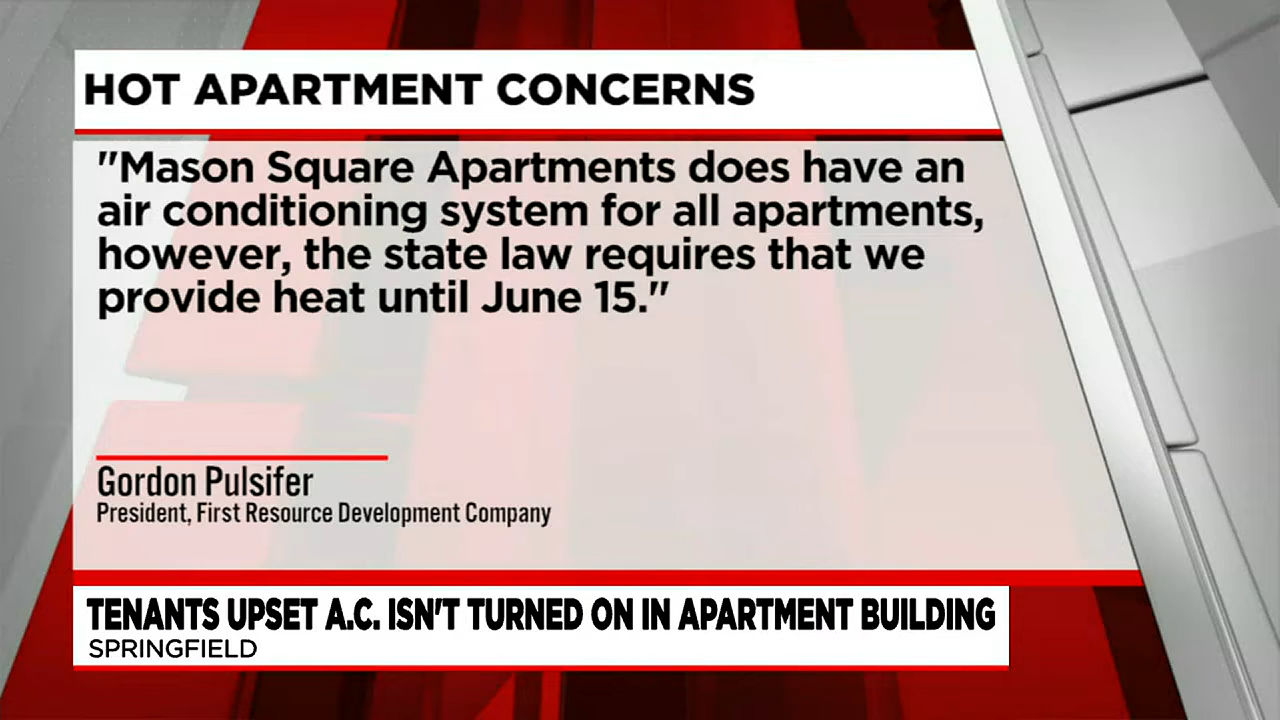 HOT APARTMENT CONCERNS
"Mason Square Apartments does have an
air conditioning system for all apartments,
however, the state law requires that we
provide heat until June 15."
Gordon Pulsifer
President, First Resource Development Company
TENANTS UPSET A.C. ISN'T TURNED ON IN APARTMENT BUILDING
SPRINGFIELD